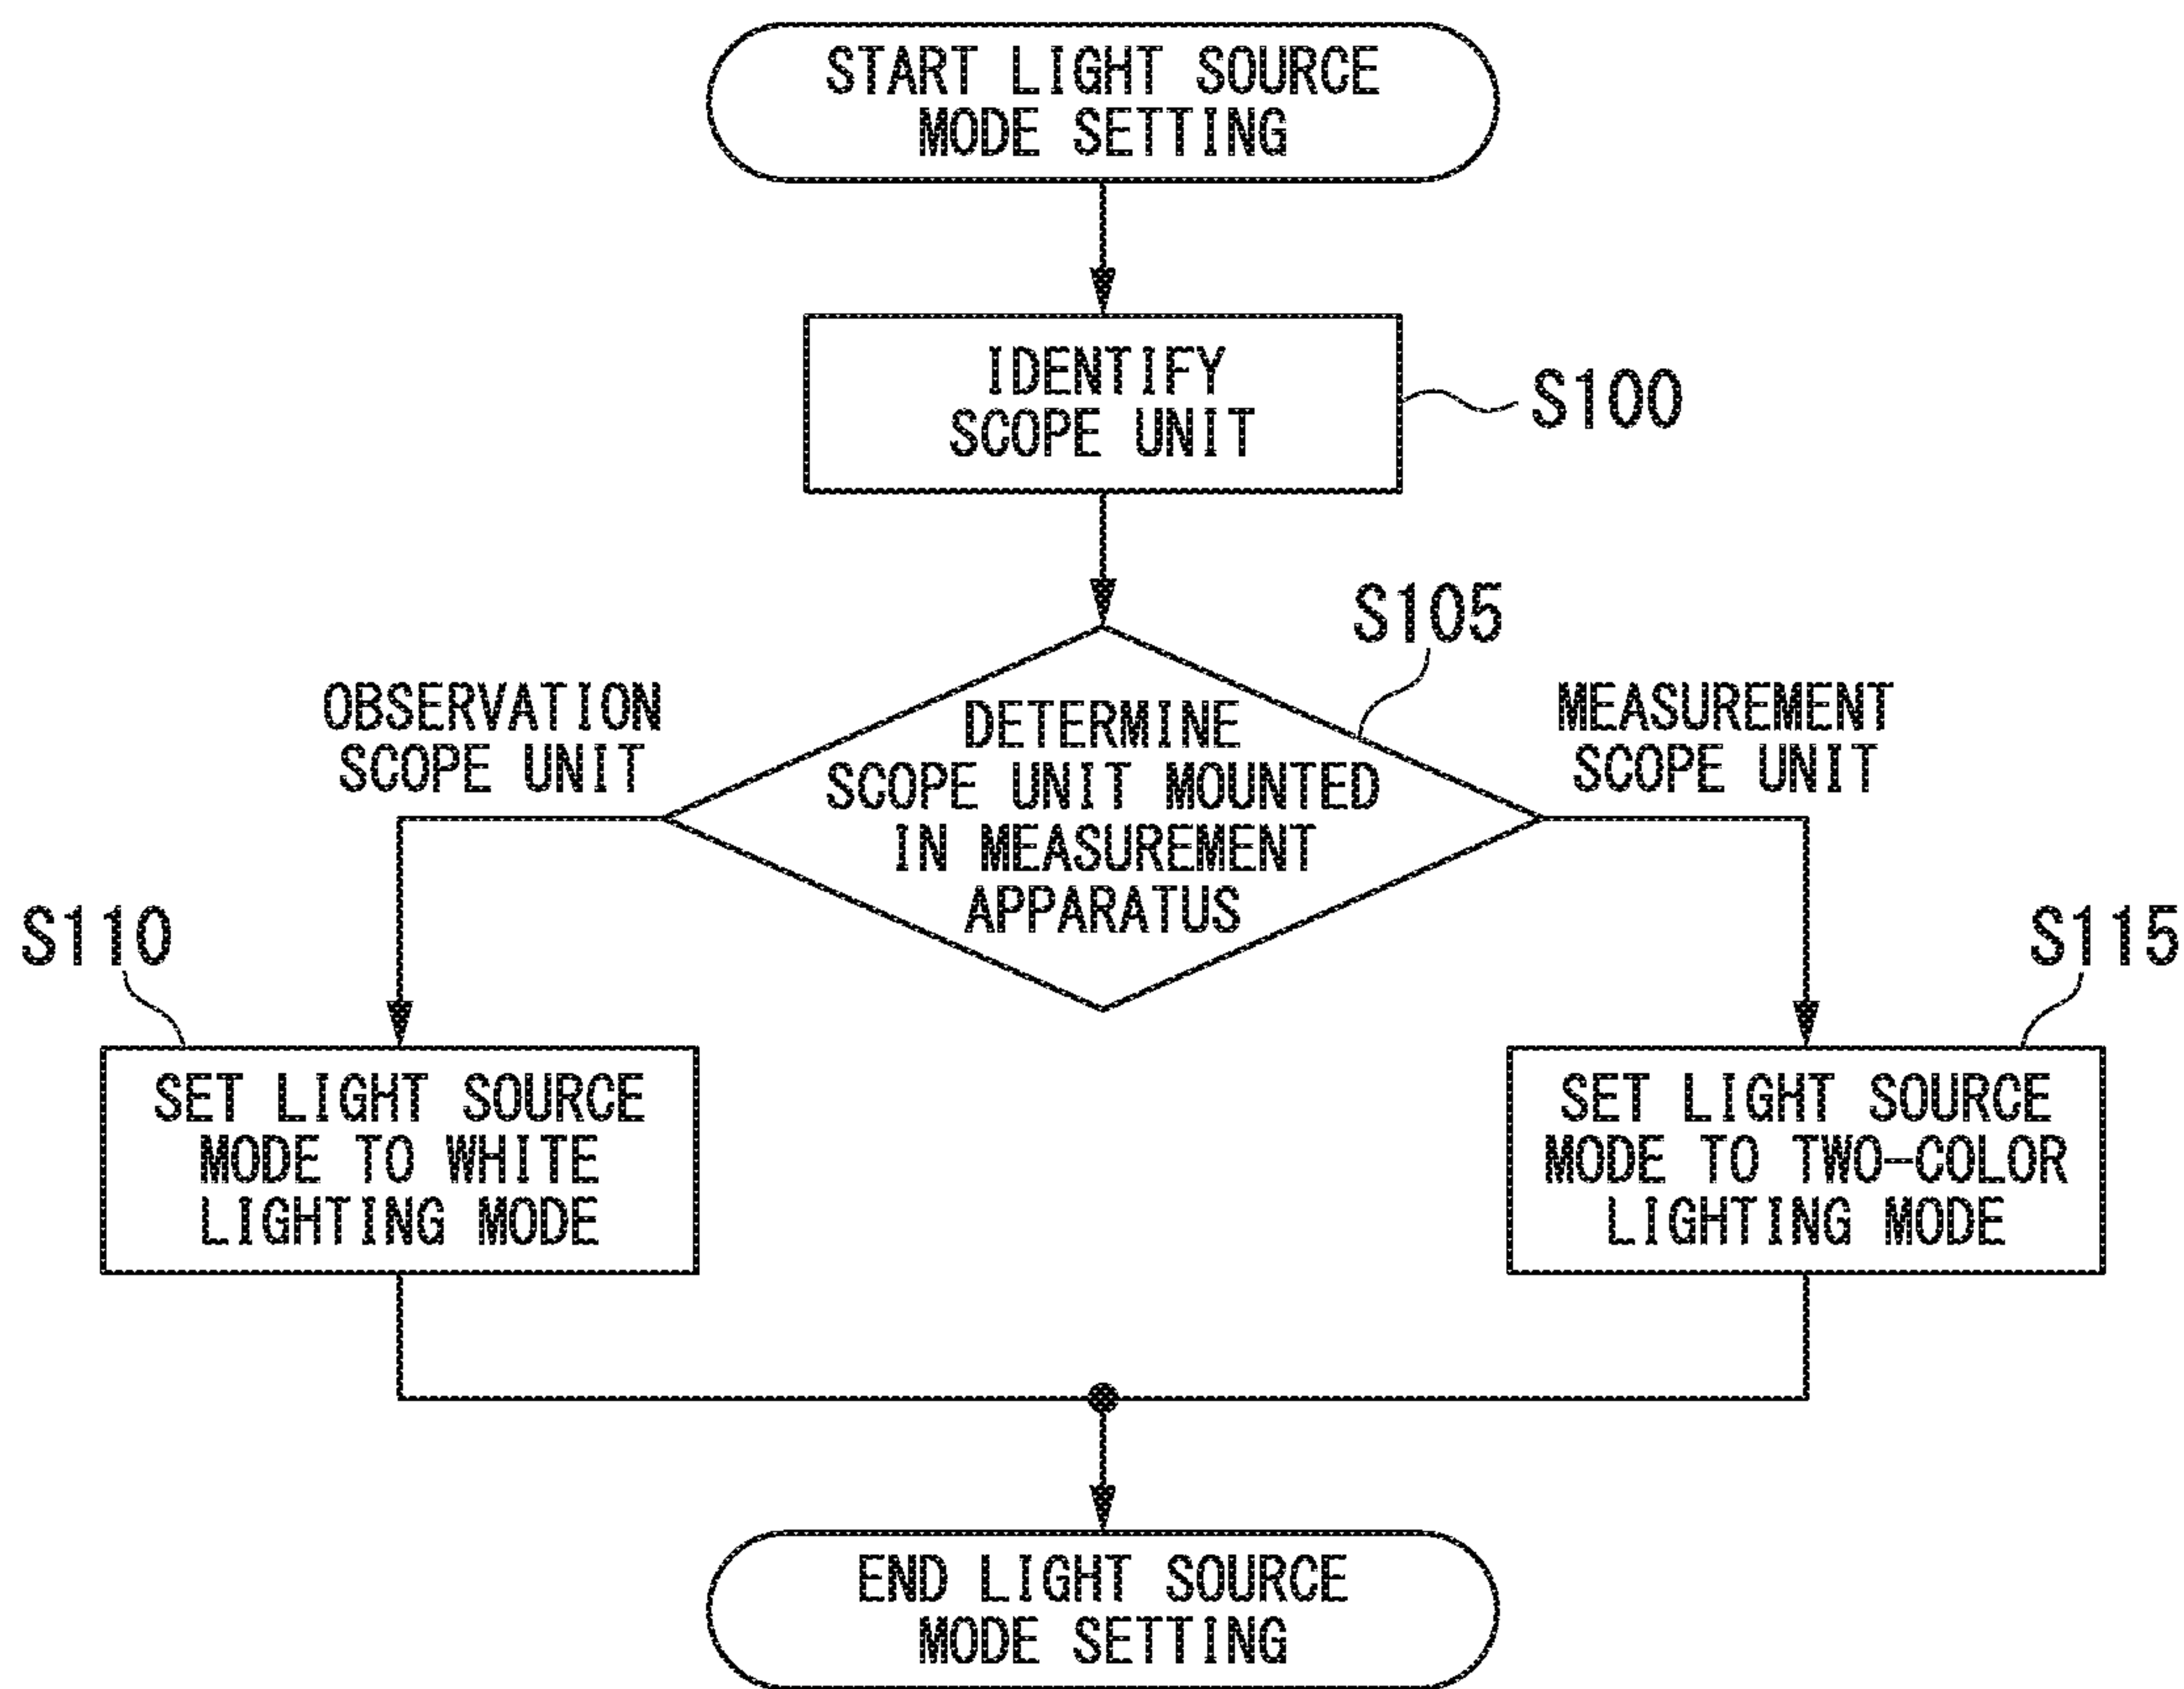 START LIGHT SOURCE
MODE SETTING
IDENTIFY
SCOPE UNIT
S100
S105
OBSERVATION
SCOPE UNIT
DETERMINE
SCOPE UNIT MOUNTED
IN MEASUREMENT
APPARATUS
MEASUREMENT
SCOPE UNIT
S110
SET LIGHT SOURCE
MODE TO WHITE
LIGHTING MODE
S115
SET LIGHT SOURCE
MODE TO TWO-COLOR
LIGHTING MODE
END LIGHT SOURCE
MODE SETTING